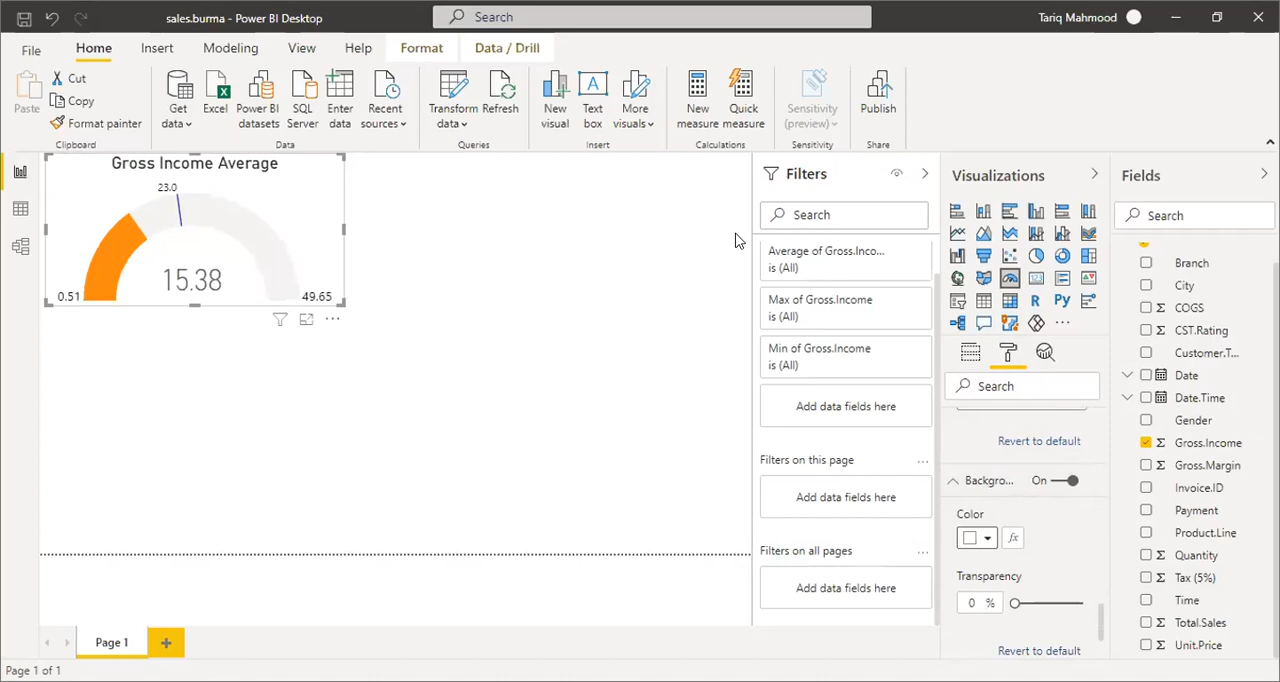 sales.burma - Power BI Desktop
Search
Tariq Mahmood
File
Home
Insert
Modeling
View
Help
Format
Data / Drill
Paste
Cut
Copy
Format painter
Clipboard
Get
data
Excel
Power BI
datasets
SQL
Server
Enter
data
Recent
sources
Data
Transform
data
Refresh
Queries
New
visual
A
Text
box
More
visuals
Insert
New
measure
Quick
measure
Calculations
Sensitivity
(preview)
Sensitivity
Publish
Share
Gross Income Average
23.0
15.38
0.51
49.65
Filters
Search
Average of Gross.Inco...
is (All)
Max of Gross.Income
is (All)
Min of Gross.Income
is (All)
Add data fields here
Filters on this page
Add data fields here
Filters on all pages
Add data fields here
Visualizations
123
R
Py
Search
Revert to default
Backgro...
On
Color
fx
Transparency
0 %
Revert to default
Fields
Search
Branch
City
Σ COGS
Σ CST.Rating
Customer.T...
Date
Date.Time
Gender
Σ Gross.Income
Σ Gross.Margin
Invoice.ID
Payment
Product.Line
Σ Quantity
Σ Tax (5%)
Time
Σ Total.Sales
Σ Unit.Price
Page 1
Page 1 of 1